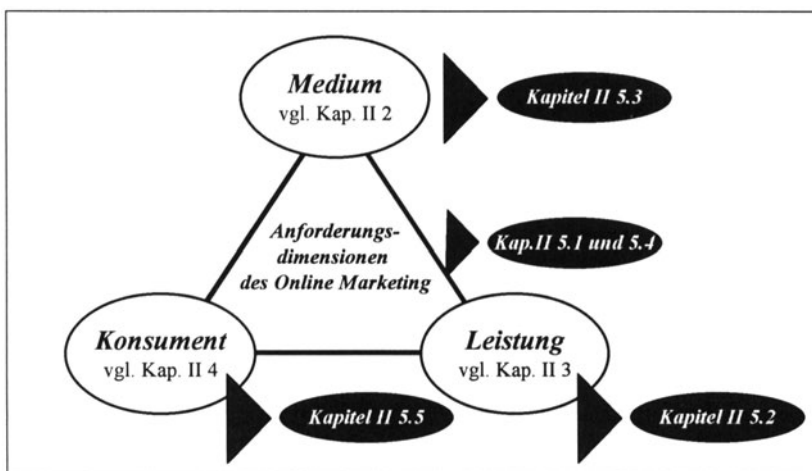 Medium
vgl. Kap. II 2
Kapitel II 5.3
Anforderungs-
dimensionen
des Online Marketing
Kap.II 5.1 und 5.4
Konsument
vgl. Kap. II 4
Leistung
vgl. Kap. II 3
Kapitel II 5.5
Kapitel II 5.2